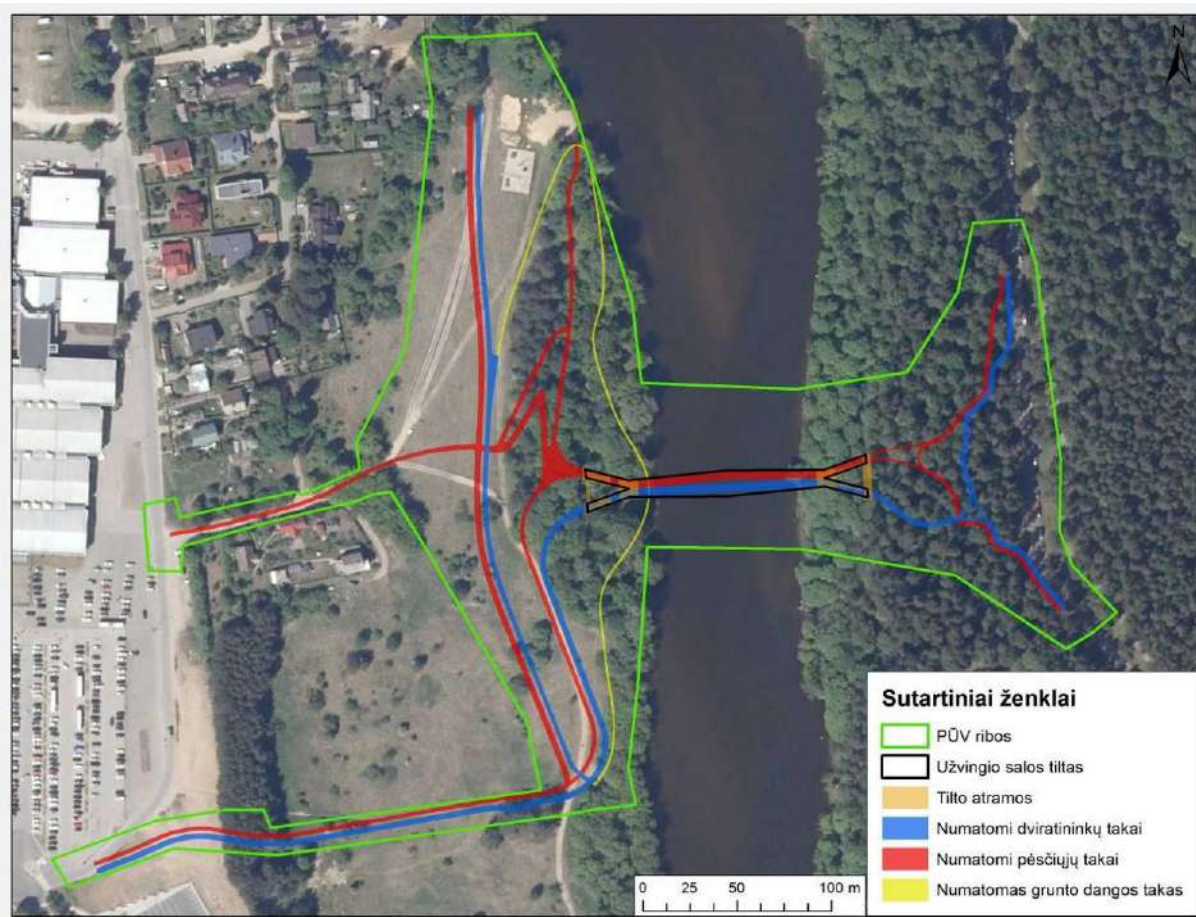 N
Sutartiniai ženklai
PŪV ribos
Užvingio salos tiltas
Tilto atramos
Numatomi dviratininkų takai
Numatomi pėsčiųjų takai
Numatomas grunto dangos takas
0 25 50 100 m